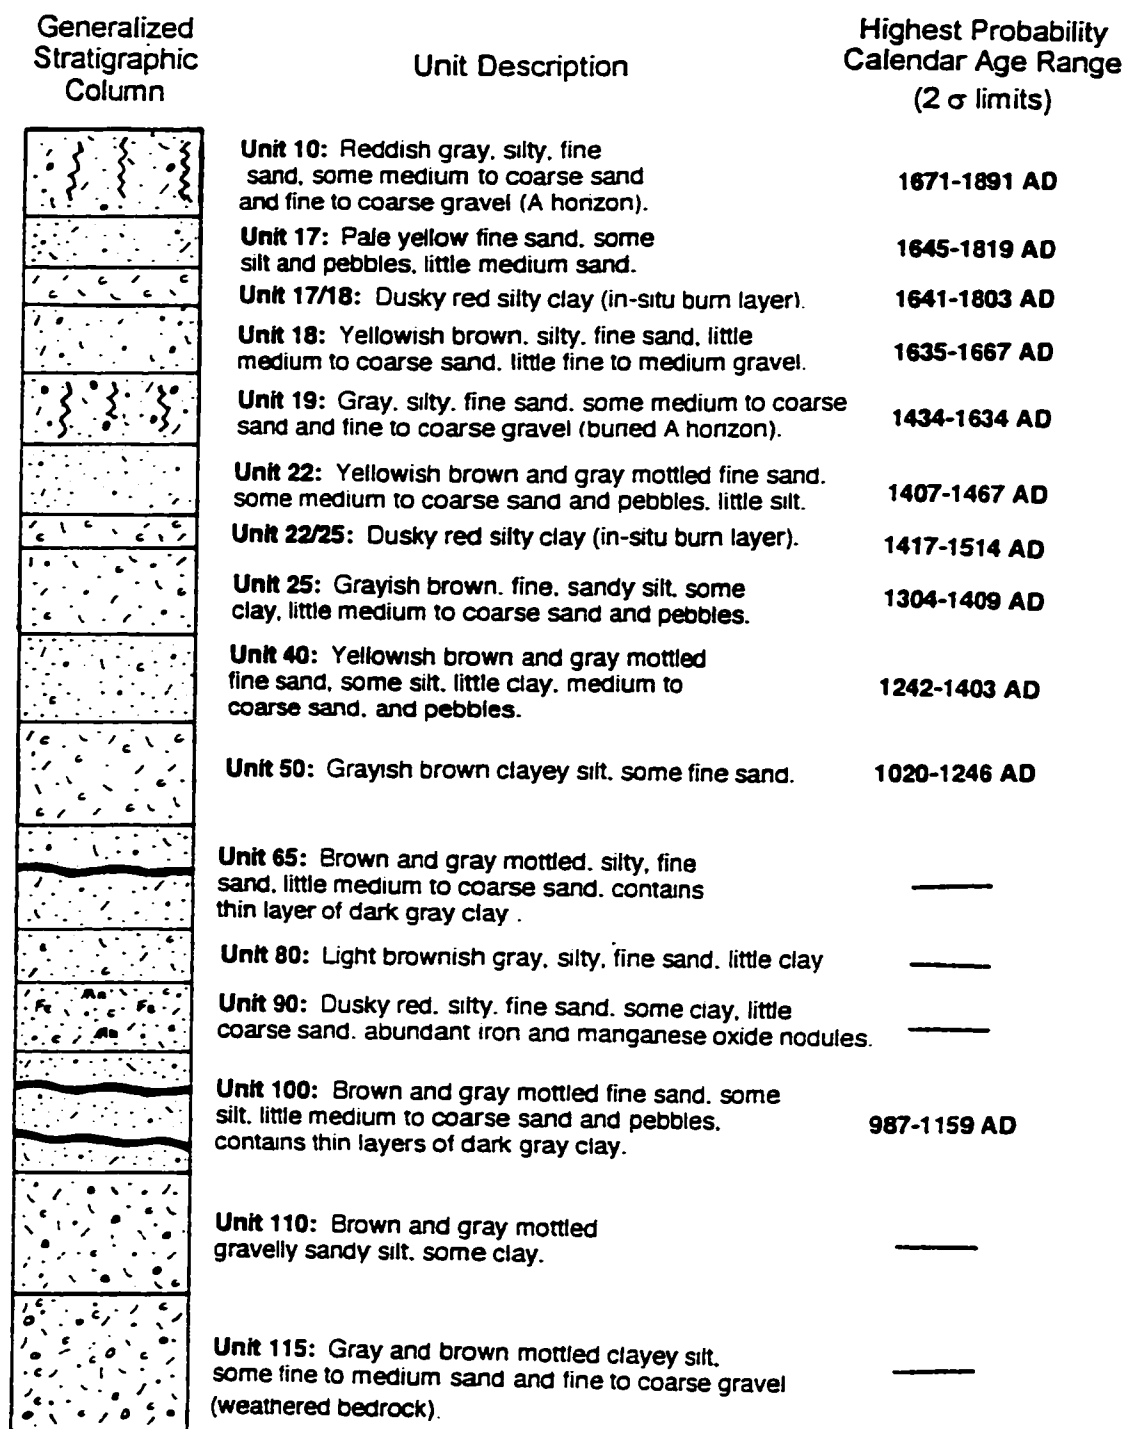 Generalized
Stratigraphic
Column
Unit Description
Highest Probability
Calendar Age Range
(2 σ limits)
Unit 10: Reddish gray, silty, fine
sand, some medium to coarse sand
and fine to coarse gravel (A horizon).
1671-1891 AD
Unit 17: Pale yellow fine sand, some
silt and pebbles, little medium sand.
1645-1819 AD
Unit 17/18: Dusky red silty clay (in-situ burn layer).
1641-1803 AD
Unit 18: Yellowish brown, silty, fine sand, little
medium to coarse sand, little fine to medium gravel.
1635-1667 AD
Unit 19: Gray, silty, fine sand, some medium to coarse
sand and fine to coarse gravel (buried A horizon).
1434-1634 AD
Unit 22: Yellowish brown and gray mottled fine sand,
some medium to coarse sand and pebbles, little silt.
1407-1467 AD
Unit 22/25: Dusky red silty clay (in-situ burn layer).
1417-1514 AD
Unit 25: Grayish brown, fine, sandy silt, some
clay, little medium to coarse sand and pebbles.
1304-1409 AD
Unit 40: Yellowish brown and gray mottled
fine sand, some silt, little clay, medium to
coarse sand, and pebbles.
1242-1403 AD
Unit 50: Grayish brown clayey silt, some fine sand.
1020-1246 AD
Unit 65: Brown and gray mottled, silty, fine
sand, little medium to coarse sand, contains
thin layer of dark gray clay .
Unit 80: Light brownish gray, silty, fine sand, little clay
Mn
Fe Fe
Mn
Unit 90: Dusky red, silty, fine sand, some clay, little
coarse sand, abundant iron and manganese oxide nodules.
Unit 100: Brown and gray mottled fine sand, some
silt, little medium to coarse sand and pebbles,
contains thin layers of dark gray clay.
987-1159 AD
Unit 110: Brown and gray mottled
gravelly sandy silt, some clay.
Unit 115: Gray and brown mottled clayey silt,
some fine to medium sand and fine to coarse gravel
(weathered bedrock).